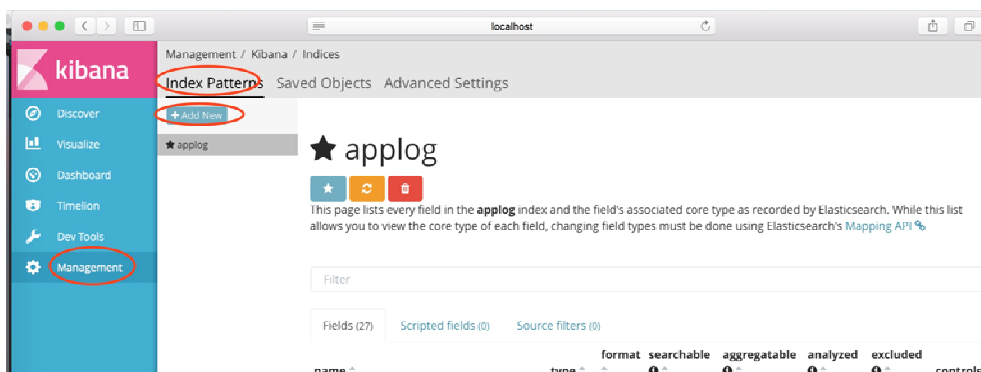 localhost
kibana
Management / Kibana / Indices
Index Patterns Saved Objects Advanced Settings
Discover
Visualize
Dashboard
Timelion
Dev Tools
Management
+ Add New
★ applog
★ applog
This page lists every field in the applog index and the field's associated core type as recorded by Elasticsearch. While this list
allows you to view the core type of each field, changing field types must be done using Elasticsearch's Mapping API
Filter
Fields (27) Scripted fields (0) Source filters (0)
name type format searchable aggregatable analyzed excluded controls